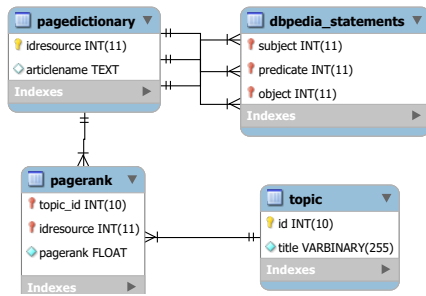 pagedictionary
idresource INT(11)
articlename TEXT
Indexes
dbpedia_statements
subject INT(11)
predicate INT(11)
object INT(11)
Indexes
pagerank
topic_id INT(10)
idresource INT(11)
pagerank FLOAT
Indexes
topic
id INT(10)
title VARBINARY(255)
Indexes